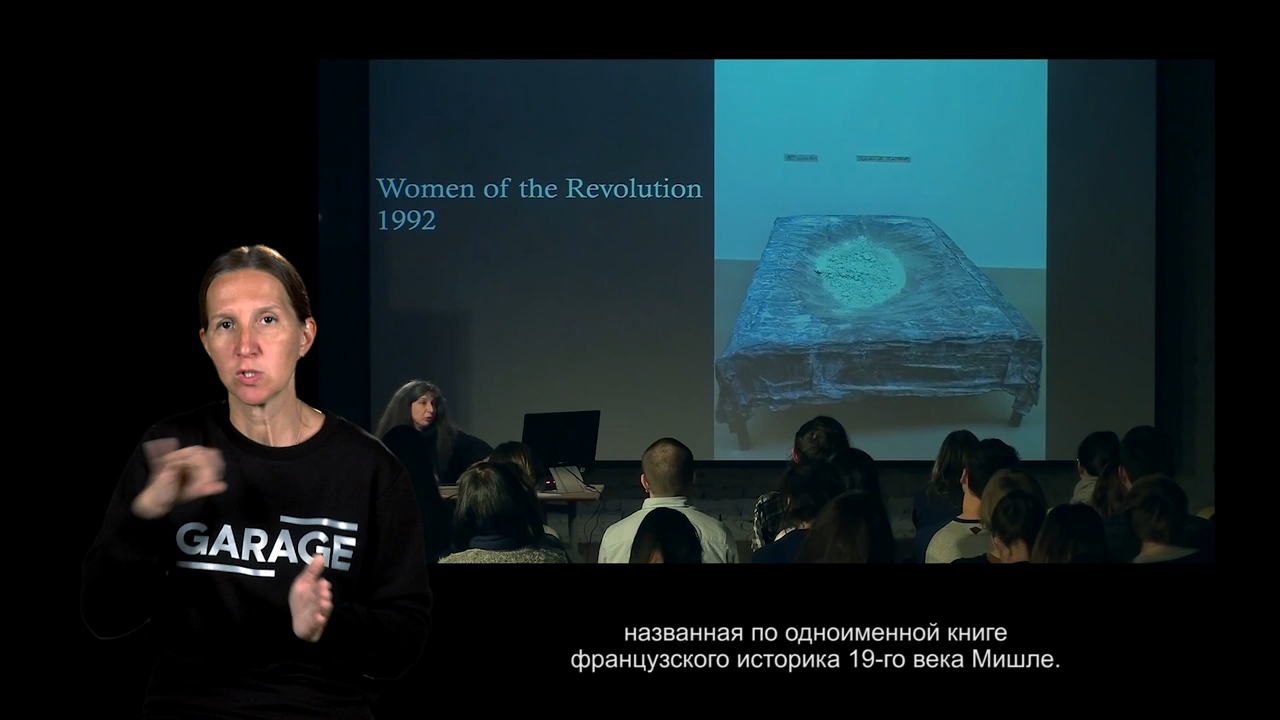 Women of the Revolution
1992
GARAGE
названная по одноименной книге
французского историка 19-го века Мишле.